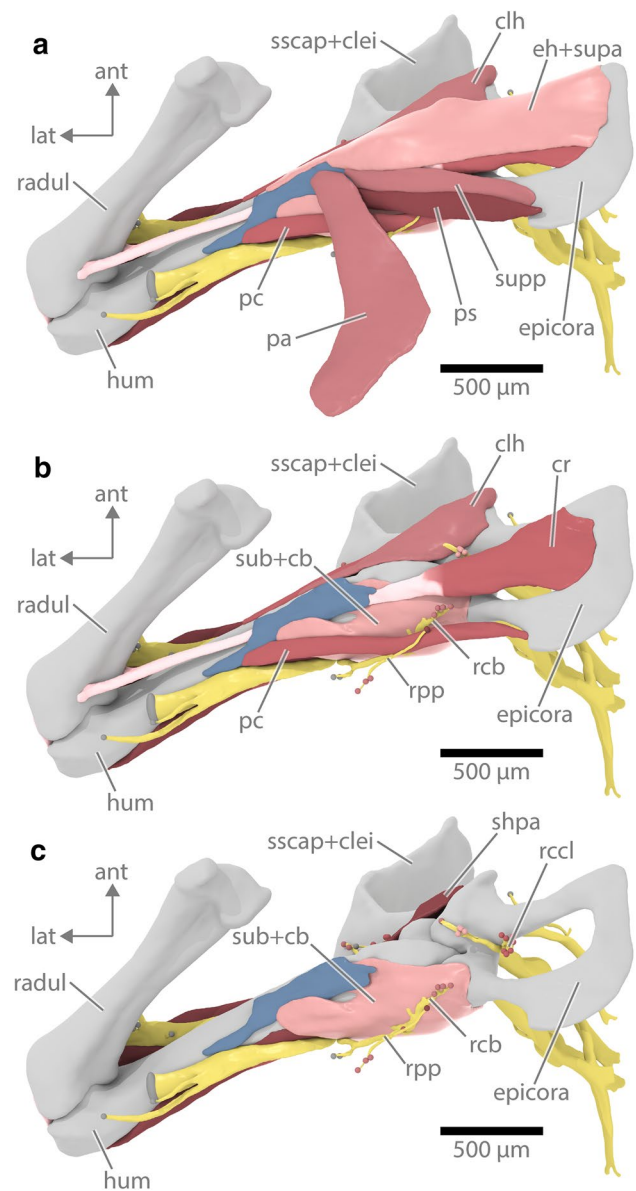 a
clh
sscap+clei
eh+supa
ant
lat
radul
pc
supp
ps
pa
epicora
hum
500 µm
b
clh
sscap+clei
cr
ant
lat
sub+cb
radul
rcb
rpp
pc
epicora
hum
500 µm
c
shpa
sscap+clei
rccl
ant
lat
sub+cb
radul
rcb
rpp
epicora
hum
500 µm